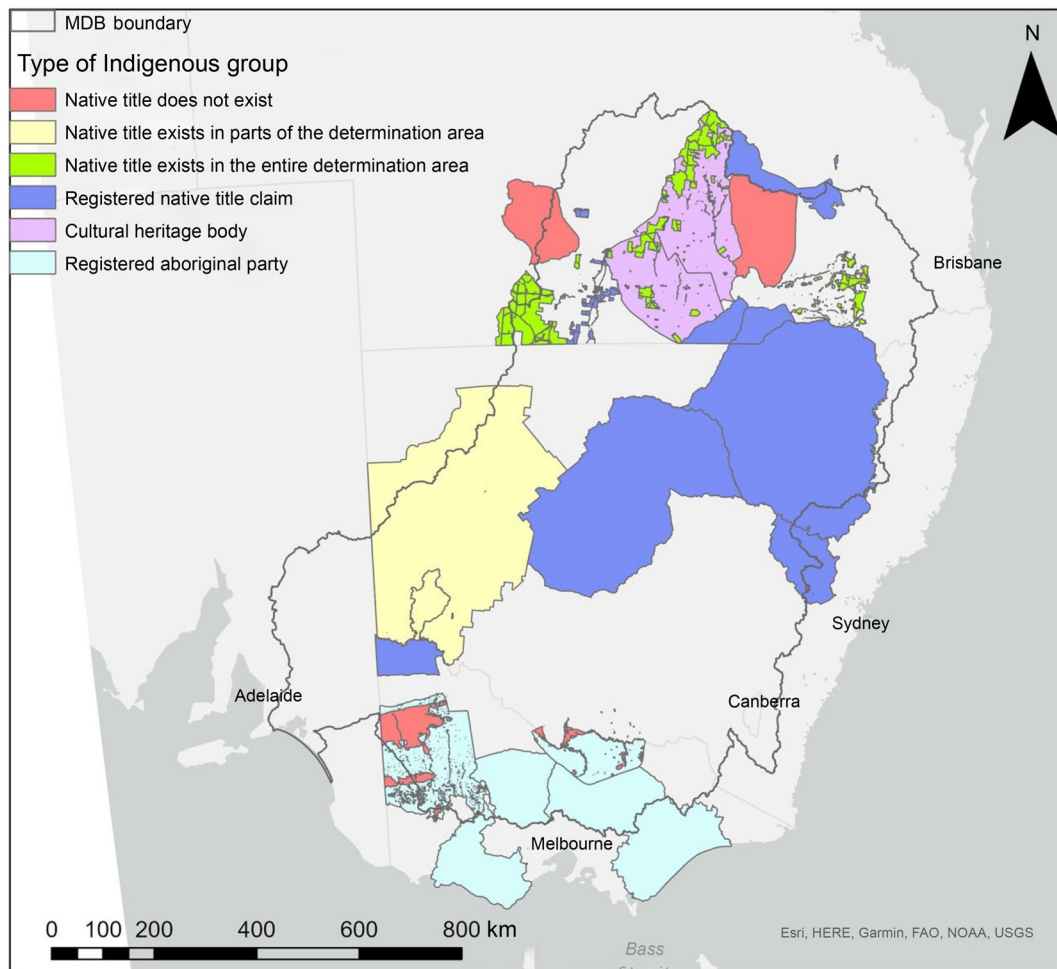 MDB boundary
Type of Indigenous group
Native title does not exist
Native title exists in parts of the determination area
Native title exists in the entire determination area
Registered native title claim
Cultural heritage body
Registered aboriginal party
N
Brisbane
Sydney
Adelaide
Canberra
Melbourne
0 100 200 400 600 800 km
Esri, HERE, Garmin, FAO, NOAA, USGS
Bass